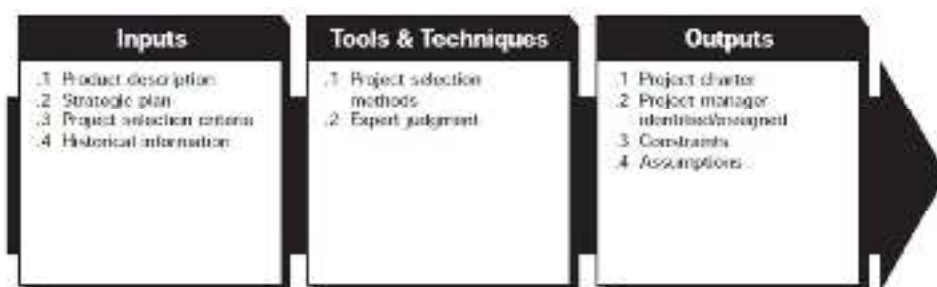 Inputs
.1 Product description
.2 Strategic plan
.3 Project selection criteria
.4 Historical information
Tools & Techniques
.1 Project selection
methods
.2 Expert judgment
Outputs
.1 Project charter
.2 Project manager
identified/assigned
.3 Constraints
.4 Assumptions